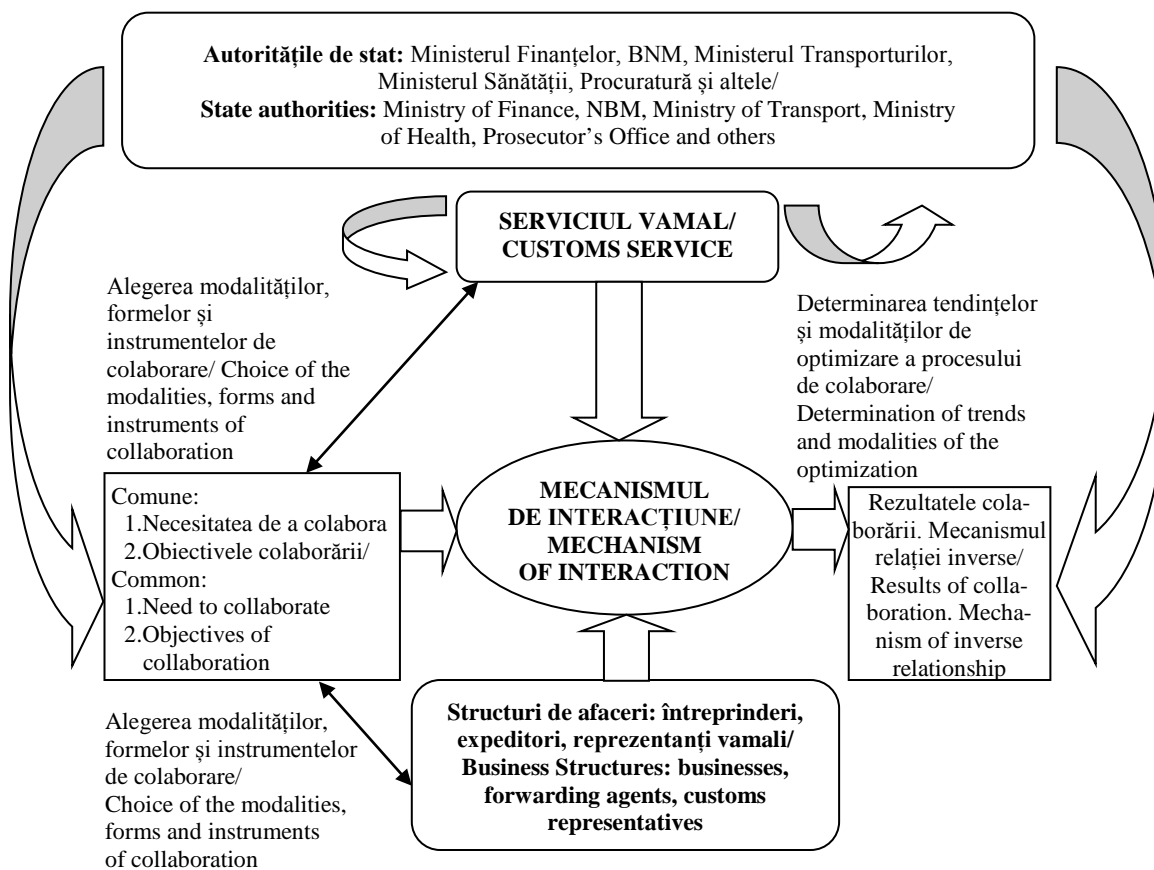 Autoritățile de stat: Ministerul Finanțelor, BNM, Ministerul Transporturilor,
Ministerul Sănătății, Procuratură și altele/
State authorities: Ministry of Finance, NBM, Ministry of Transport, Ministry
of Health, Prosecutor’s Office and others
SERVICIUL VAMAL/
CUSTOMS SERVICE
Alegerea modalităților,
formelor și
instrumentelor de
colaborare/ Choice of the
modalities, forms and
instruments of
collaboration
Determinarea tendințelor
și modalităților de
optimizare a procesului
de colaborare/
Determination of trends
and modalities of the
optimization
Comune:
1.Necesitatea de a colabora
2.Obiectivele colaborării/
Common:
1.Need to collaborate
2.Objectives of
collaboration
MECANISMUL
DE INTERACȚIUNE/
MECHANISM
OF INTERACTION
Rezultatele cola-
borării. Mecanismul
relației inverse/
Results of colla-
boration. Mecha-
nism of inverse
relationship
Alegerea modalităților,
formelor și instrumentelor
de colaborare/
Choice of the modalities,
forms and instruments
of collaboration
Structuri de afaceri: întreprinderi,
expeditori, reprezentanți vamali/
Business Structures: businesses,
forwarding agents, customs
representatives